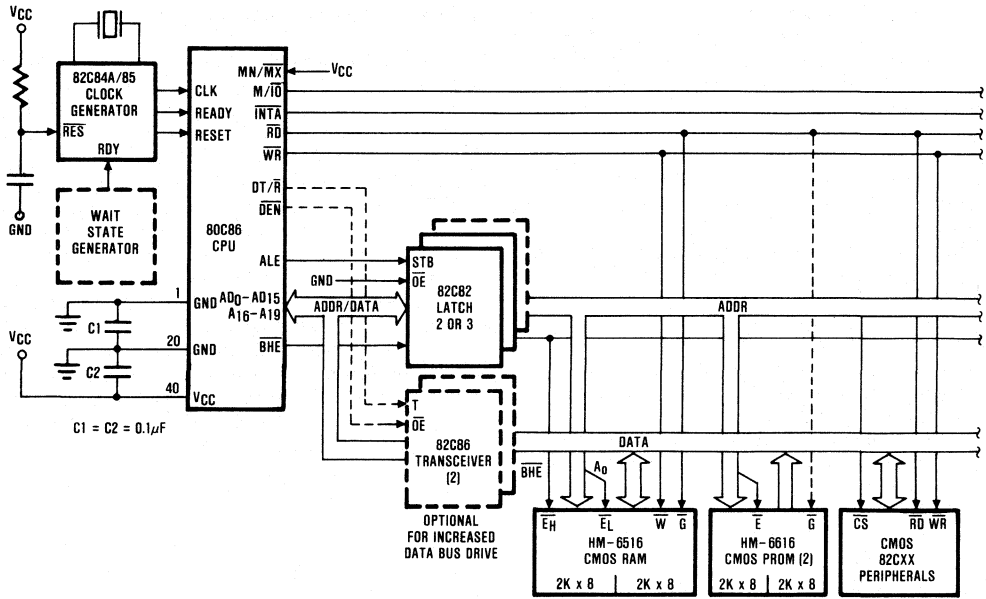 VCC
82C84A/85
CLOCK
GENERATOR
RES
RDY
GND
WAIT
STATE
GENERATOR
CLK
READY
RESET
80C86
CPU
MN/MX
VCC
M/IO
INTA
RD
WR
DT/R
DEN
ALE
AD0-AD15
A16-A19
BHE
ADDR/DATA
1
GND
C1
20
GND
VCC
C2
40
VCC
C1 = C2 = 0.1µF
STB
GND
OE
82C82
LATCH
2 OR 3
ADDR
T
OE
82C86
TRANSCEIVER
(2)
BHE
DATA
OPTIONAL
FOR INCREASED
DATA BUS DRIVE
A0
EH
EL
W
G
HM-6516
CMOS RAM
2K x 8
2K x 8
E
G
HM-6616
CMOS PROM (2)
2K x 8
2K x 8
CS
RD
WR
CMOS
82CXX
PERIPHERALS